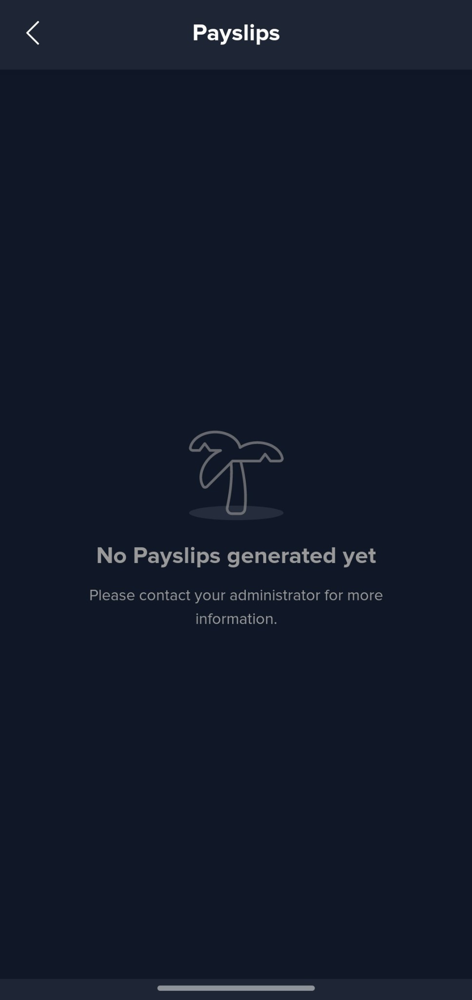 Payslips
No Payslips generated yet
Please contact your administrator for more
information.